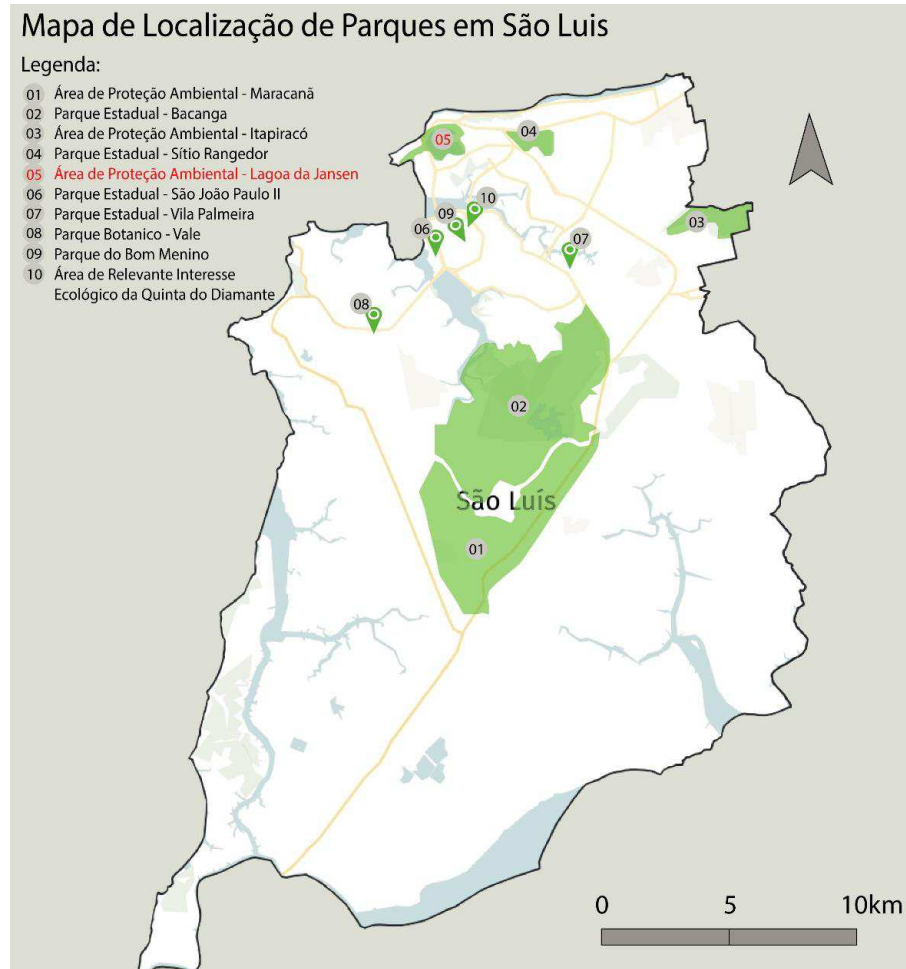 Mapa de Localização de Parques em São Luis
Legenda:
01 Área de Proteção Ambiental - Maracanã
02 Parque Estadual - Bacanga
03 Área de Proteção Ambiental - Itapiracó
04 Parque Estadual - Sítio Rangedor
05 Área de Proteção Ambiental - Lagoa da Jansen
06 Parque Estadual - São João Paulo II
07 Parque Estadual - Vila Palmeira
08 Parque Botanico - Vale
09 Parque do Bom Menino
10 Área de Relevante Interesse
Ecológico da Quinta do Diamante
04
05
10
09
03
06
07
08
02
São Luís
01
0 5 10km